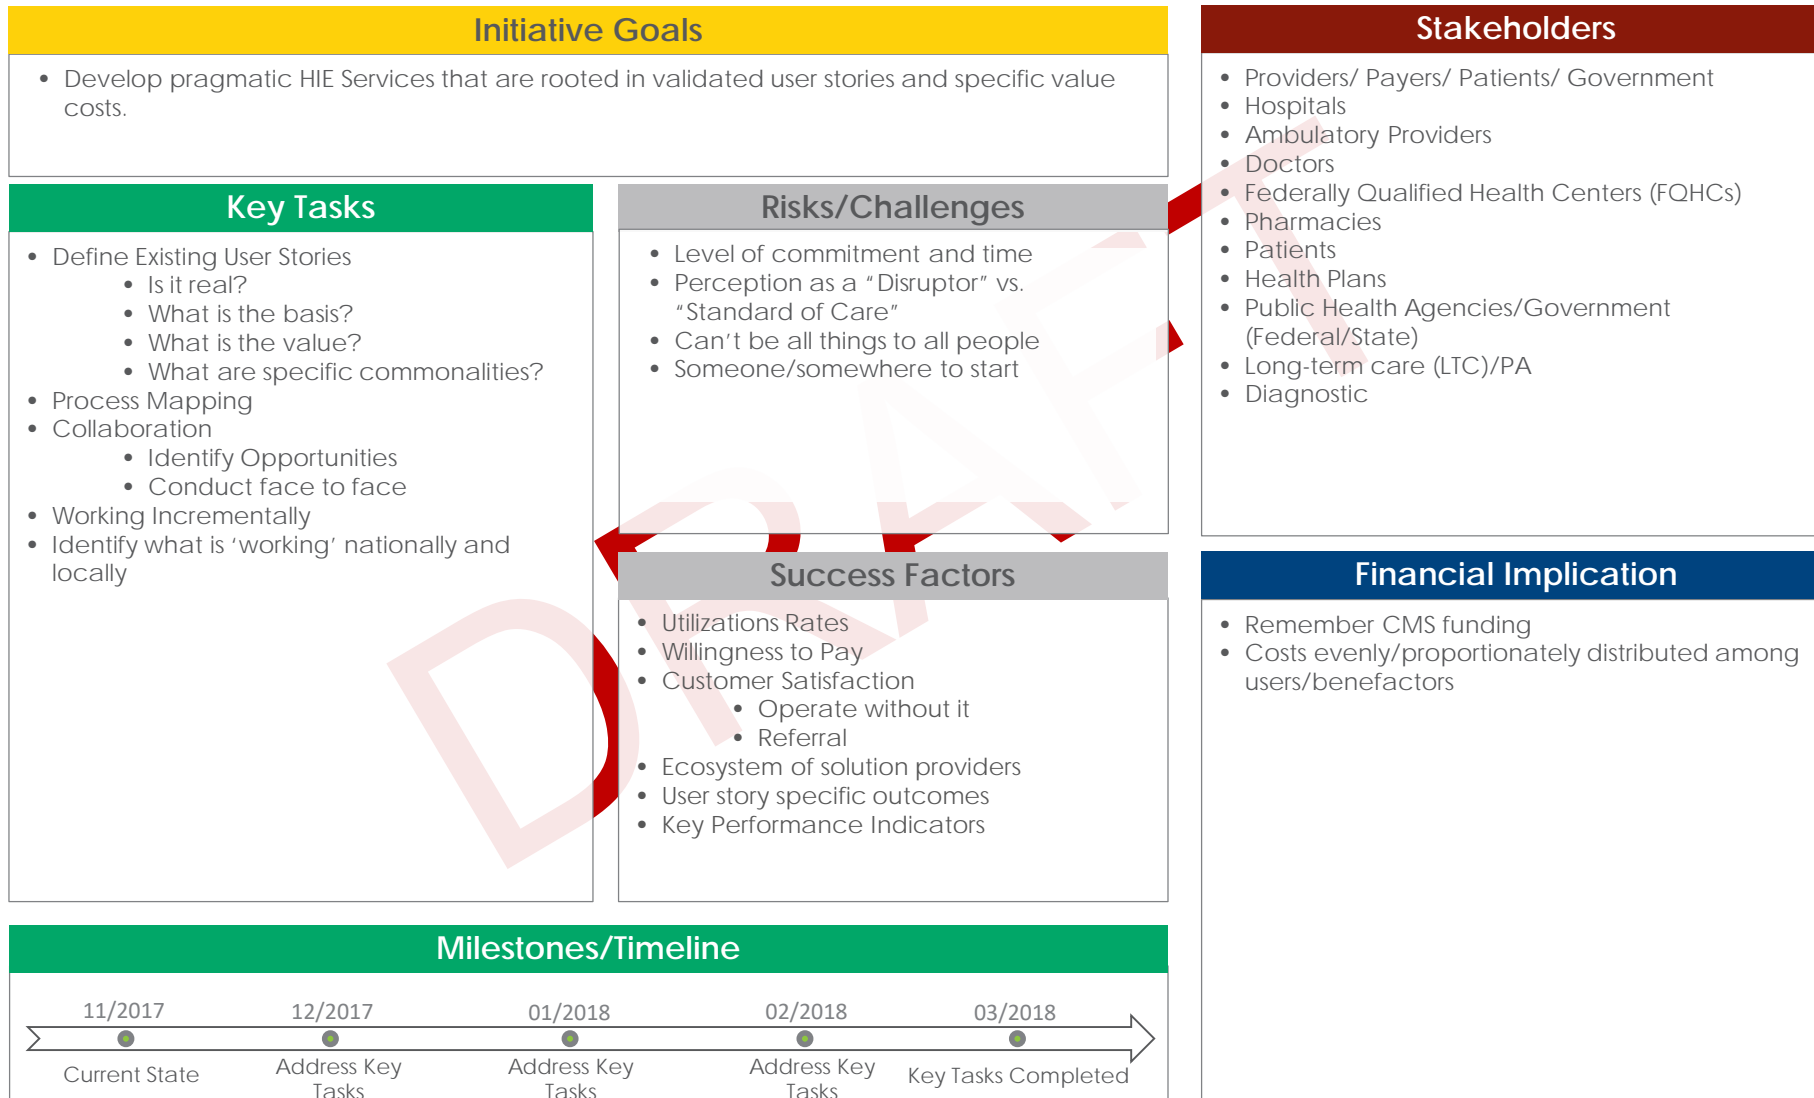 Initiative Goals
• Develop pragmatic HIE Services that are rooted in validated user stories and specific value
costs.
Key Tasks
• Define Existing User Stories
• Is it real?
• What is the basis?
• What is the value?
• What are specific commonalities?
• Process Mapping
• Collaboration
• Identify Opportunities
• Conduct face to face
• Working Incrementally
• Identify what is ‘working’ nationally and
locally
Risks/Challenges
• Level of commitment and time
• Perception as a “Disruptor” vs.
“Standard of Care”
• Can’t be all things to all people
• Someone/somewhere to start
Success Factors
• Utilizations Rates
• Willingness to Pay
• Customer Satisfaction
• Operate without it
• Referral
• Ecosystem of solution providers
• User story specific outcomes
• Key Performance Indicators
Stakeholders
• Providers/ Payers/ Patients/ Government
• Hospitals
• Ambulatory Providers
• Doctors
• Federally Qualified Health Centers (FQHCs)
• Pharmacies
• Patients
• Health Plans
• Public Health Agencies/Government
(Federal/State)
• Long-term care (LTC)/PA
• Diagnostic
Financial Implication
• Remember CMS funding
• Costs evenly/proportionately distributed among
users/benefactors
Milestones/Timeline
11/2017 12/2017 01/2018 02/2018 03/2018
Current State Address Key Address Key Address Key Key Tasks Completed
Tasks Tasks Tasks
DRAFT